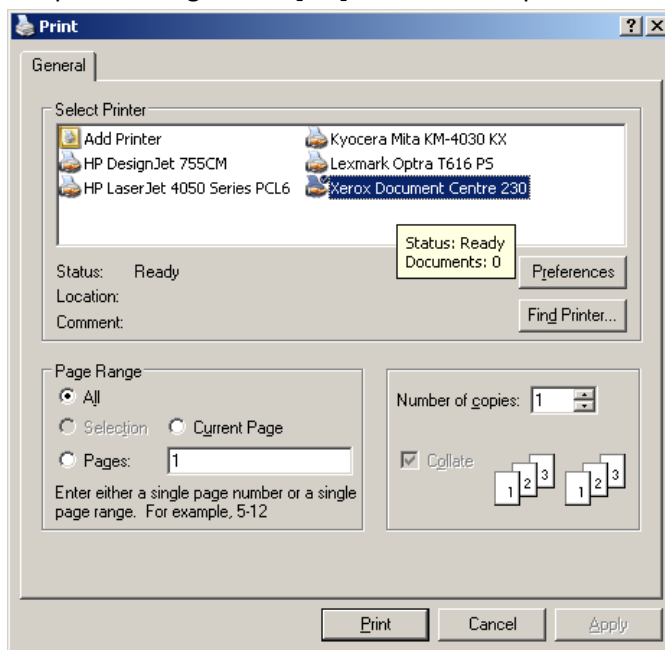 Print
General
Select Printer
Add Printer
HP DesignJet 755CM
HP LaserJet 4050 Series PCL6
Kyocera Mita KM-4030 KX
Lexmark Optra T616 PS
Xerox Document Centre 230
Status: Ready
Documents: 0
Status: Ready
Location:
Comment:
Preferences
Find Printer...
Page Range
All
Selection
Current Page
Pages: 1
Enter either a single page number or a single
page range. For example, 5-12
Number of copies: 1
Collate
1 2 3 1 2 3
Print
Cancel
Apply